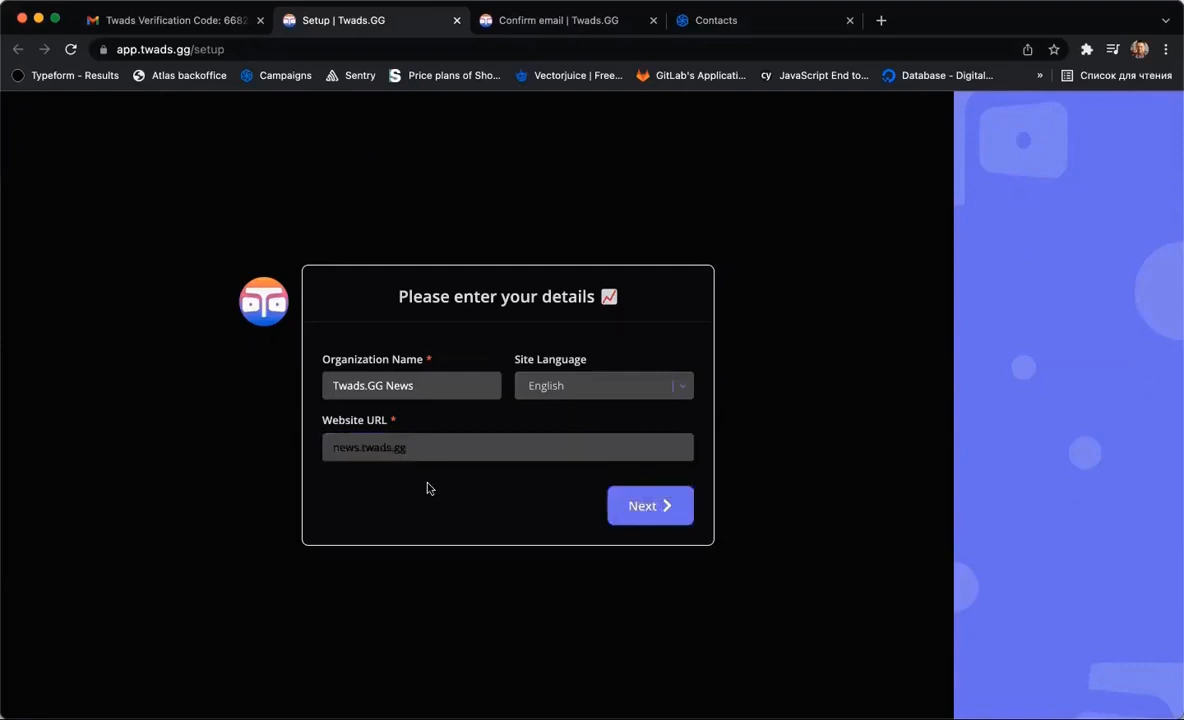 Twads Verification Code: 6682
Setup | Twads.GG
Confirm email | Twads.GG
Contacts
app.twads.gg/setup
Typeform - Results
Atlas backoffice
Campaigns
Sentry
Price plans of Sho...
Vectorjuice | Free...
GitLab's Applicati...
cy JavaScript End to...
Database - Digital...
»
Список для чтения
Please enter your details
Organization Name *
Site Language
Twads.GG News
English
Website URL *
news.twads.gg
Next